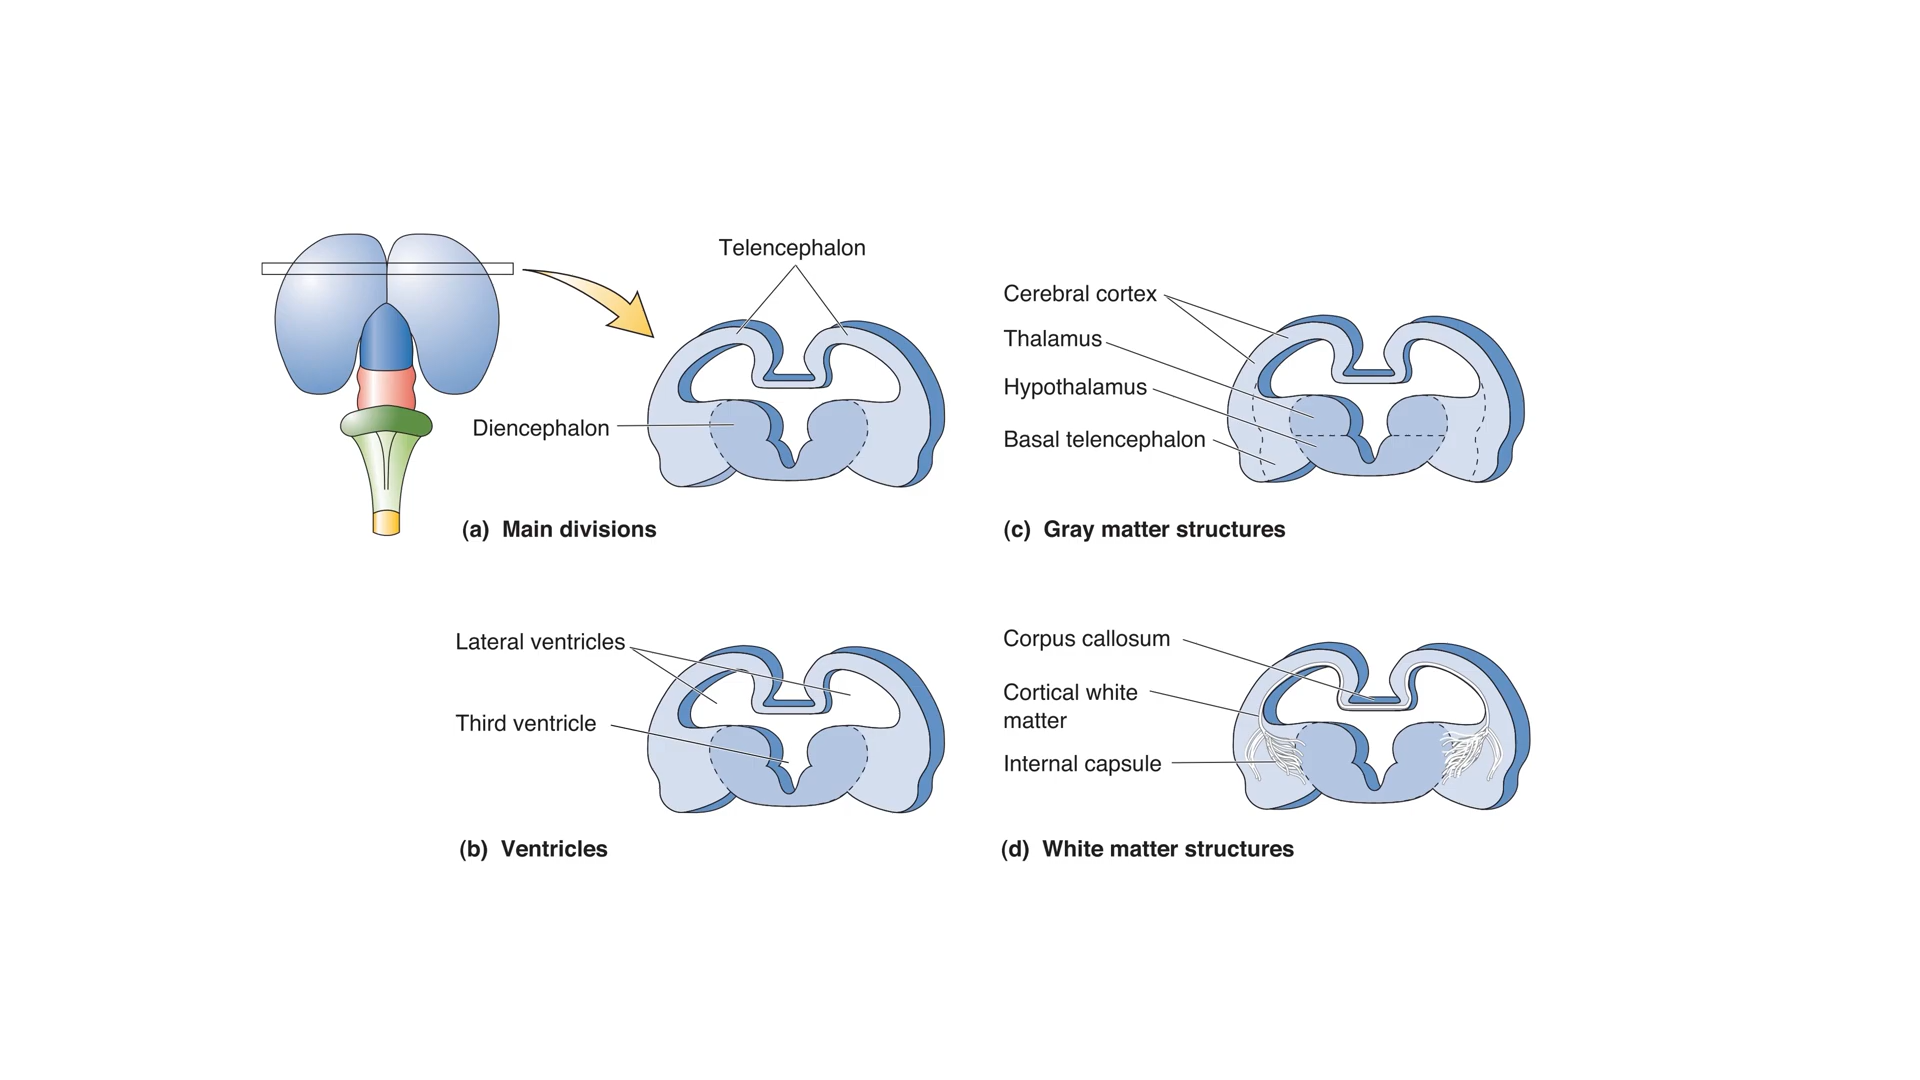 Telencephalon
Diencephalon
(a) Main divisions
Cerebral cortex
Thalamus
Hypothalamus
Basal telencephalon
(c) Gray matter structures
Lateral ventricles
Third ventricle
(b) Ventricles
Corpus callosum
Cortical white
matter
Internal capsule
(d) White matter structures